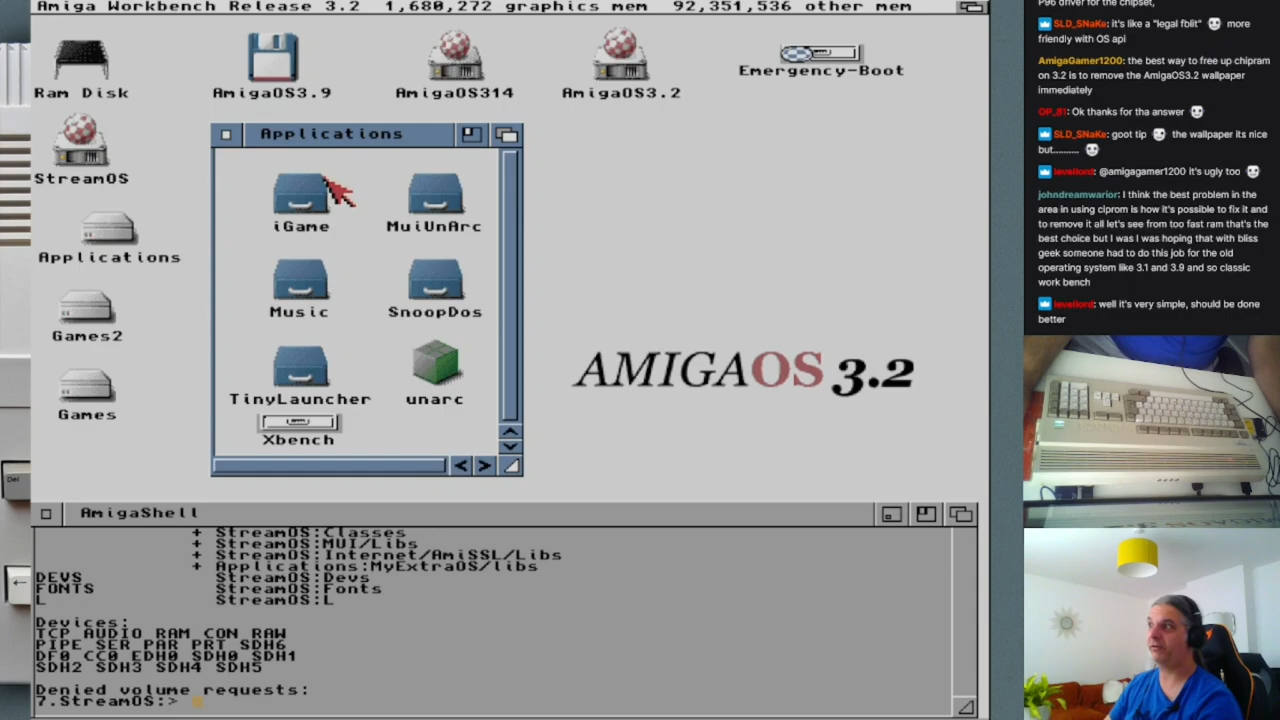 Amiga Workbench Release 3.2   1,680,272 graphics mem   92,351,536 other mem
Ram Disk
AmigaOS3.9
AmigaOS314
AmigaOS3.2
Emergency-Boot
StreamOS
Applications
Games2
Games
Applications
iGame
MuiUnArc
Music
SnoopDos
TinyLauncher
unarc
Xbench
AMIGAOS 3.2
AmigaShell
+ StreamOS:Classes
+ StreamOS:MUI/Libs
+ StreamOS:Internet/AmiSSL/Libs
+ Applications:MyExtraOS/libs
DEVS StreamOS:Devs
FONTS StreamOS:Fonts
L StreamOS:L
Devices:
TCP AUDIO RAM CON RAW
PIPE SER PAR PRT SDH6
DF0 CC0 EDH0 SDH0 SDH1
SDH2 SDH3 SDH4 SDH5
Denied volume requests:
7.StreamOS:>
P96 driver for the chipset,
SLD_SNaKe: it's like a "legal fblit" more
friendly with OS api
AmigaGamer1200: the best way to free up chipram
on 3.2 is to remove the AmigaOS3.2 wallpaper
immediately
OP_81: Ok thanks for tha answer
SLD_SNaKe: goot tip the wallpaper its nice
but..........
levellord: @amigagamer1200 It's ugly too
johndreamwarior: I think the best problem in the
area in using ciprom is how it's possible to fix it and
to remove it all let's see from too fast ram that's the
best choice but I was I was hoping that with bliss
geek someone had to do this job for the old
operating system like 3.1 and 3.9 and so classic
work bench
levellord: well it's very simple, should be done
better
Del